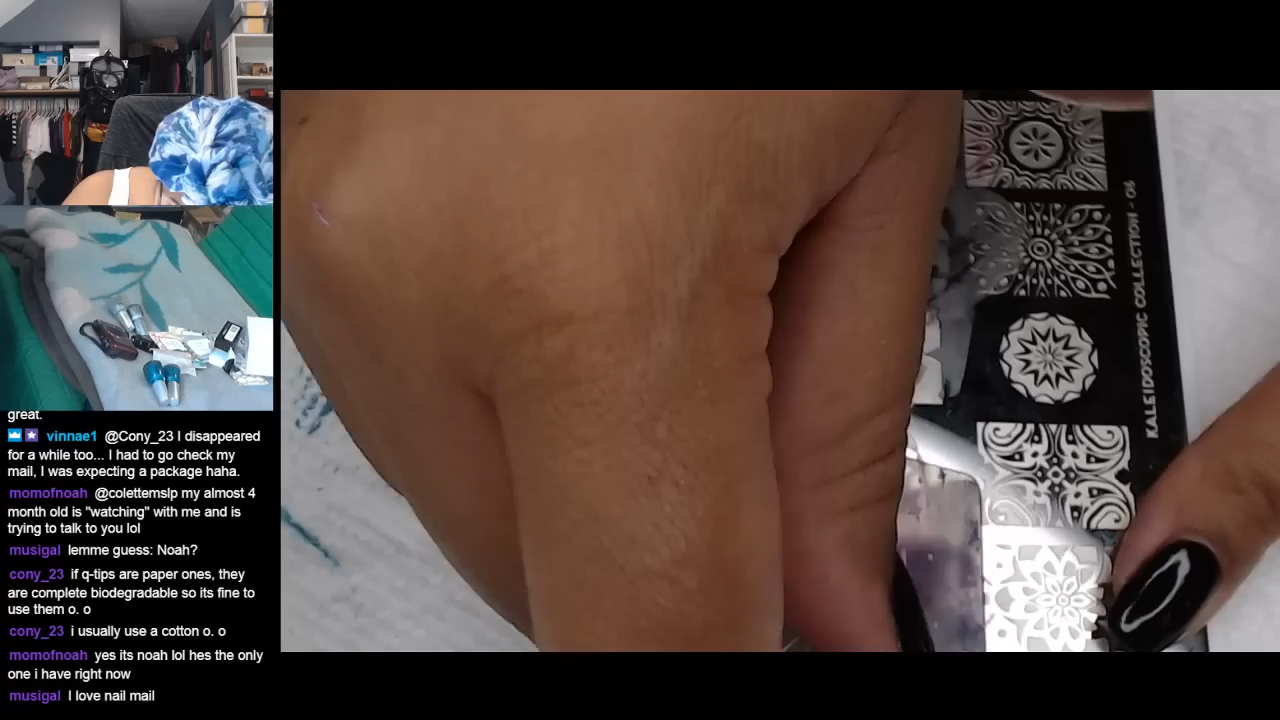 great.
vinnae1 @Cony_23 I disappeared
for a while too... I had to go check my
mail, I was expecting a package haha.
momofnoah @colettemslp my almost 4
month old is "watching" with me and is
trying to talk to you lol
musigal lemme guess: Noah?
cony_23 if q-tips are paper ones, they
are complete biodegradable so its fine to
use them o. o
cony_23 i usually use a cotton o. o
momofnoah yes its noah lol hes the only
one i have right now
musigal I love nail mail
KALEIDOSCOPIC COLLECTION - 06